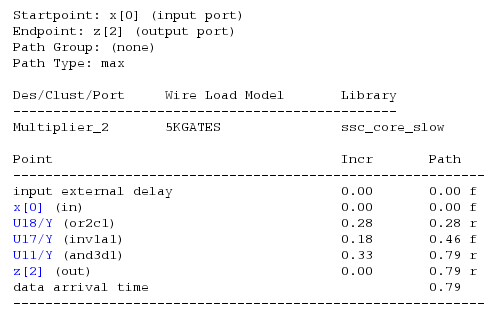 Startpoint: x[0] (input port)
Endpoint: z[2] (output port)
Path Group: (none)
Path Type: max
Des/Clust/Port Wire Load Model Library
------------------------------------------------
Multiplier_2 5KGATES ssc_core_slow
Point Incr Path
-----------------------------------------------------------
input external delay 0.00 0.00 f
x[0] (in) 0.00 0.00 f
U18/Y (or2c1) 0.28 0.28 r
U17/Y (inv1a1) 0.18 0.46 f
U11/Y (and3d1) 0.33 0.79 r
z[2] (out) 0.00 0.79 r
data arrival time 0.79
-----------------------------------------------------------